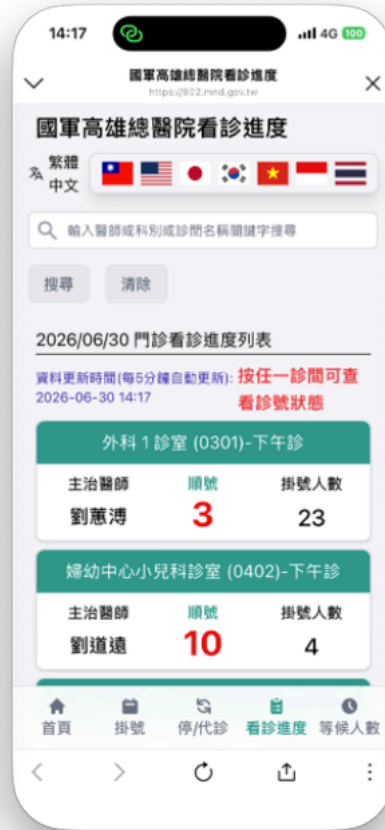 14:17
4G 100
國軍高雄總醫院看診進度
https://802.mnd.gov.tw
國軍高雄總醫院看診進度
繁體
中文
輸入醫師或科別或診間名稱關鍵字搜尋
搜尋 清除
2026/06/30 門診看診進度列表
資料更新時間(每5分鐘自動更新): 按任一診間可查
2026-06-30 14:17 看診號狀態
外科 1 診室 (0301)-下午診
主治醫師 順號 掛號人數
劉蕙溥 3 23
婦幼中心小兒科診室 (0402)-下午診
主治醫師 順號 掛號人數
劉道遠 10 4
首頁 掛號 停/代診 看診進度 等候人數